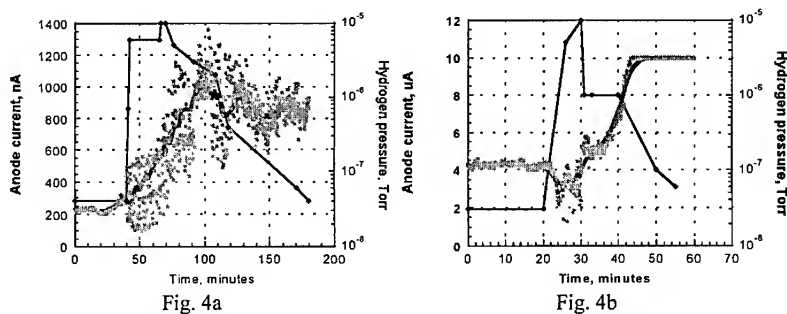 1400
1200
1000
800
600
400
200
0
Anode current, nA
0 50 100 150 200
Time, minutes
10-5
10-6
10-7
10-8
Hydrogen pressure, Torr
Fig. 4a
12
10
8
6
4
2
0
Anode current, uA
0 10 20 30 40 50 60 70
Time, minutes
10-5
10-6
10-7
10-8
Hydrogen pressure, Torr
Fig. 4b